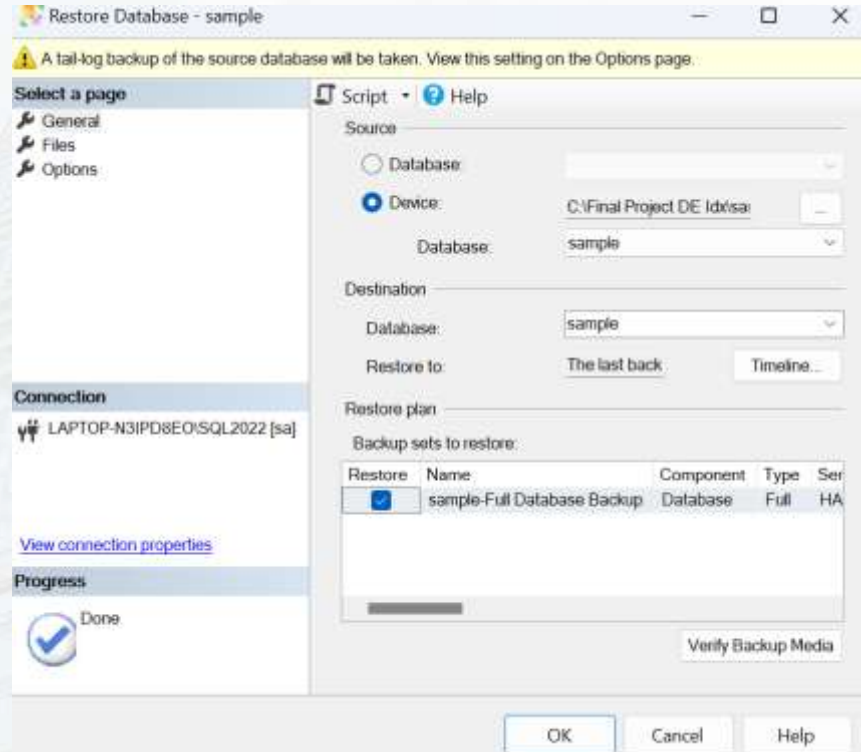 Restore Database - sample
A tail-log backup of the source database will be taken. View this setting on the Options page.
Select a page
General
Files
Options
Script
Help
Source
Database:
Device:
C:\Final Project DE Idx\sa
...
Database:
sample
Destination
Database:
sample
Restore to:
The last back
Timeline...
Restore plan
Backup sets to restore:
Restore Name Component Type Ser
sample-Full Database Backup Database Full HA
Verify Backup Media
Connection
LAPTOP-N3IPD8EO\SQL2022 [sa]
View connection properties
Progress
Done
OK
Cancel
Help